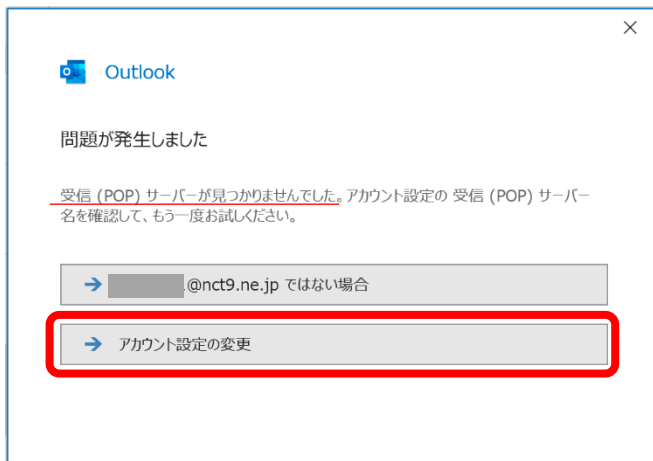 Outlook
問題が発生しました
受信 (POP) サーバーが見つかりませんでした。アカウント設定の 受信 (POP) サーバー
名を確認して、もう一度お試しください。
@nct9.ne.jp ではない場合
アカウント設定の変更